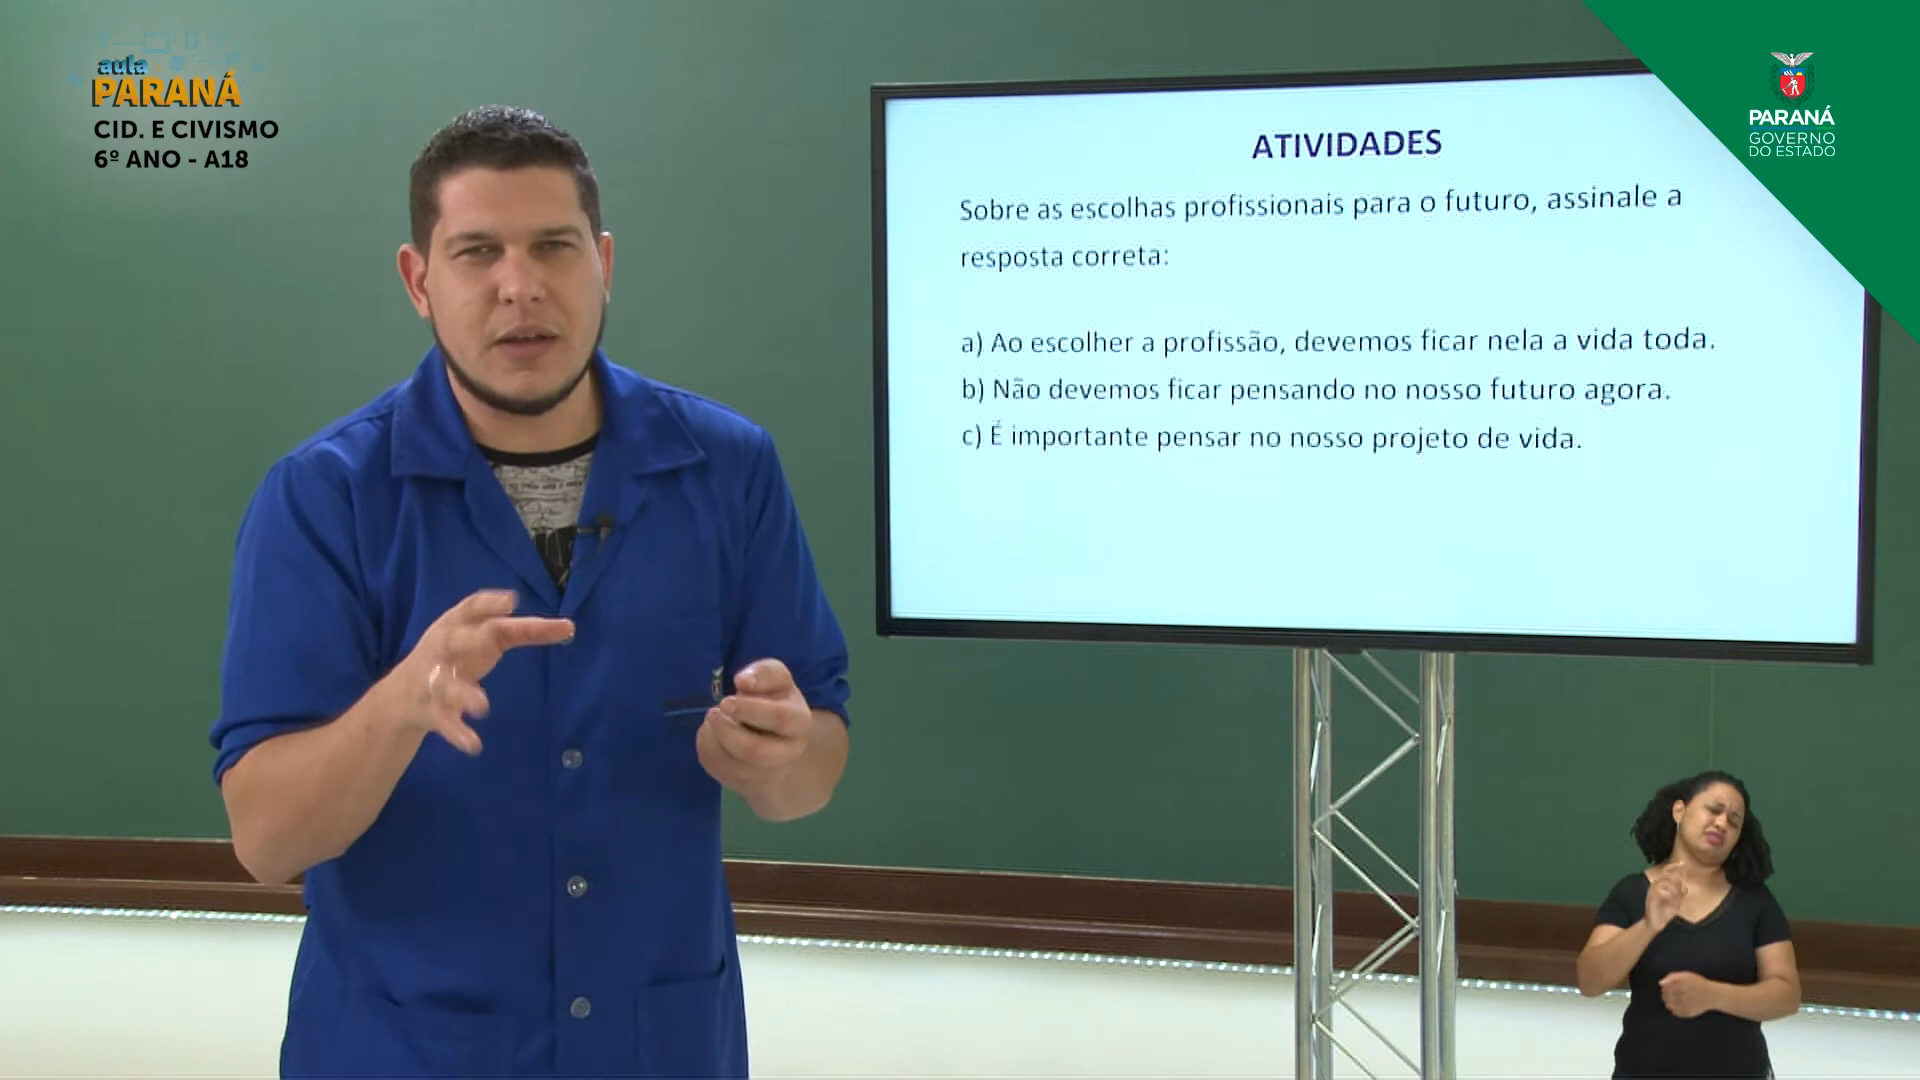 aula
PARANÁ
CID. E CIVISMO
6º ANO - A18
ATIVIDADES
Sobre as escolhas profissionais para o futuro, assinale a
resposta correta:
a) Ao escolher a profissão, devemos ficar nela a vida toda.
b) Não devemos ficar pensando no nosso futuro agora.
c) É importante pensar no nosso projeto de vida.
PARANÁ
GOVERNO
DO ESTADO